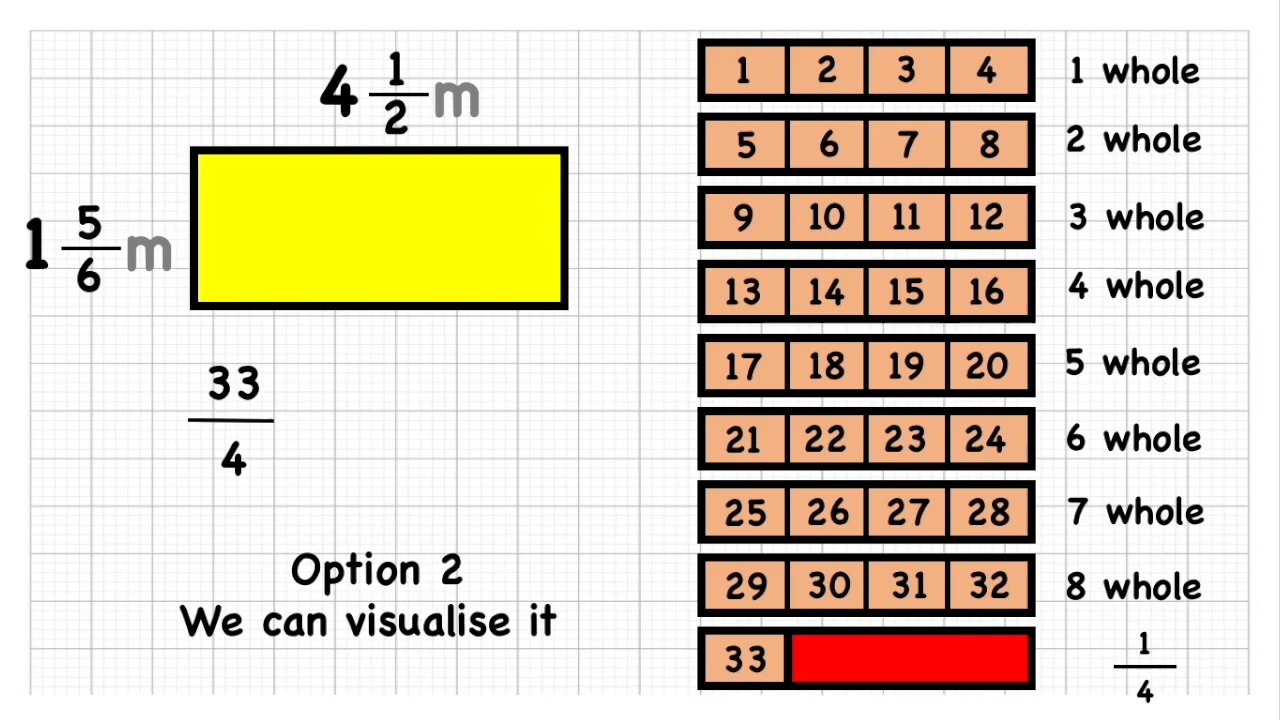 4 1/2 m
1 5/6 m
33
4
Option 2
We can visualise it
1 2 3 4 1 whole
5 6 7 8 2 whole
9 10 11 12 3 whole
13 14 15 16 4 whole
17 18 19 20 5 whole
21 22 23 24 6 whole
25 26 27 28 7 whole
29 30 31 32 8 whole
33 1/4